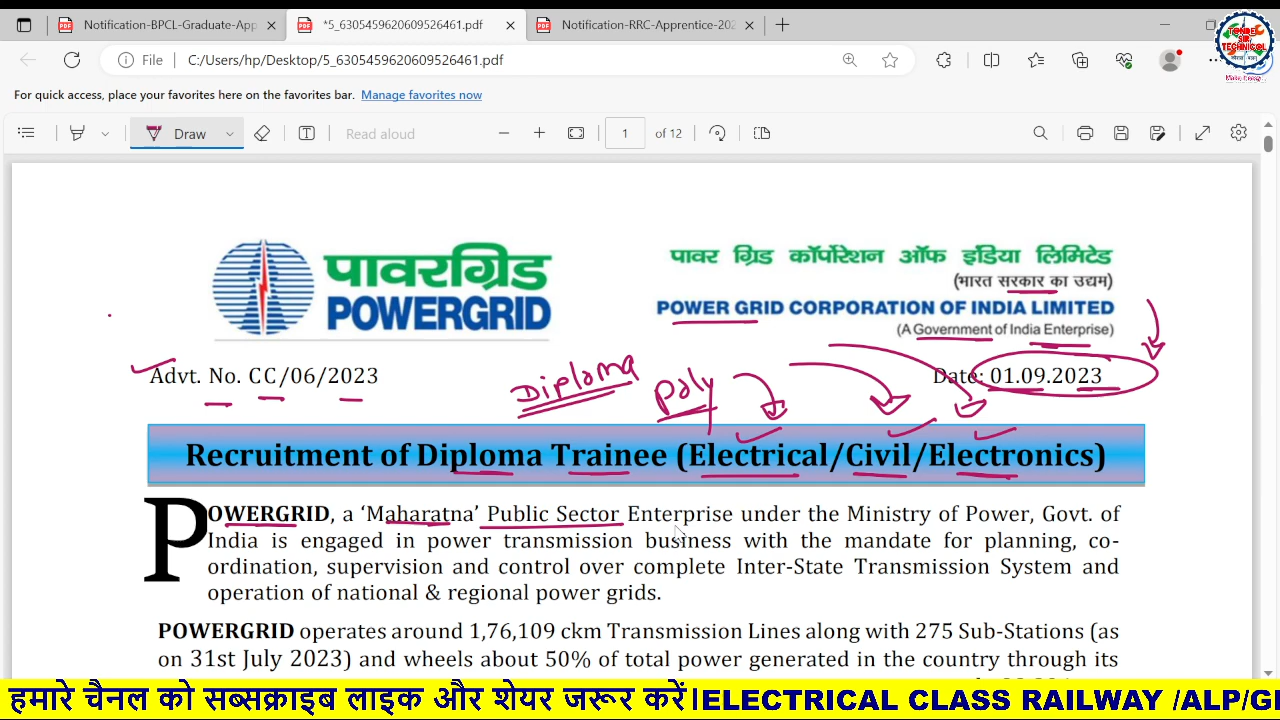 Notification-BPCL-Graduate-App
*5_6305459620609526461.pdf
Notification-RRC-Apprentice-202
File
C:/Users/hp/Desktop/5_6305459620609526461.pdf
For quick access, place your favorites here on the favorites bar. Manage favorites now
Draw
Read aloud
1 of 12
पावरग्रिड
POWERGRID
पावर ग्रिड कॉर्पोरेशन ऑफ इंडिया लिमिटेड
(भारत सरकार का उद्यम)
POWER GRID CORPORATION OF INDIA LIMITED
(A Government of India Enterprise)
Advt. No. CC/06/2023
Diploma
Poly
Date: 01.09.2023
Recruitment of Diploma Trainee (Electrical/Civil/Electronics)
POWERGRID, a ‘Maharatna’ Public Sector Enterprise under the Ministry of Power, Govt. of
India is engaged in power transmission business with the mandate for planning, co-
ordination, supervision and control over complete Inter-State Transmission System and
operation of national & regional power grids.
POWERGRID operates around 1,76,109 ckm Transmission Lines along with 275 Sub-Stations (as
on 31st July 2023) and wheels about 50% of total power generated in the country through its
हमारे चैनल को सब्सक्राइब लाइक और शेयर जरूर करें।ELECTRICAL CLASS RAILWAY /ALP/G